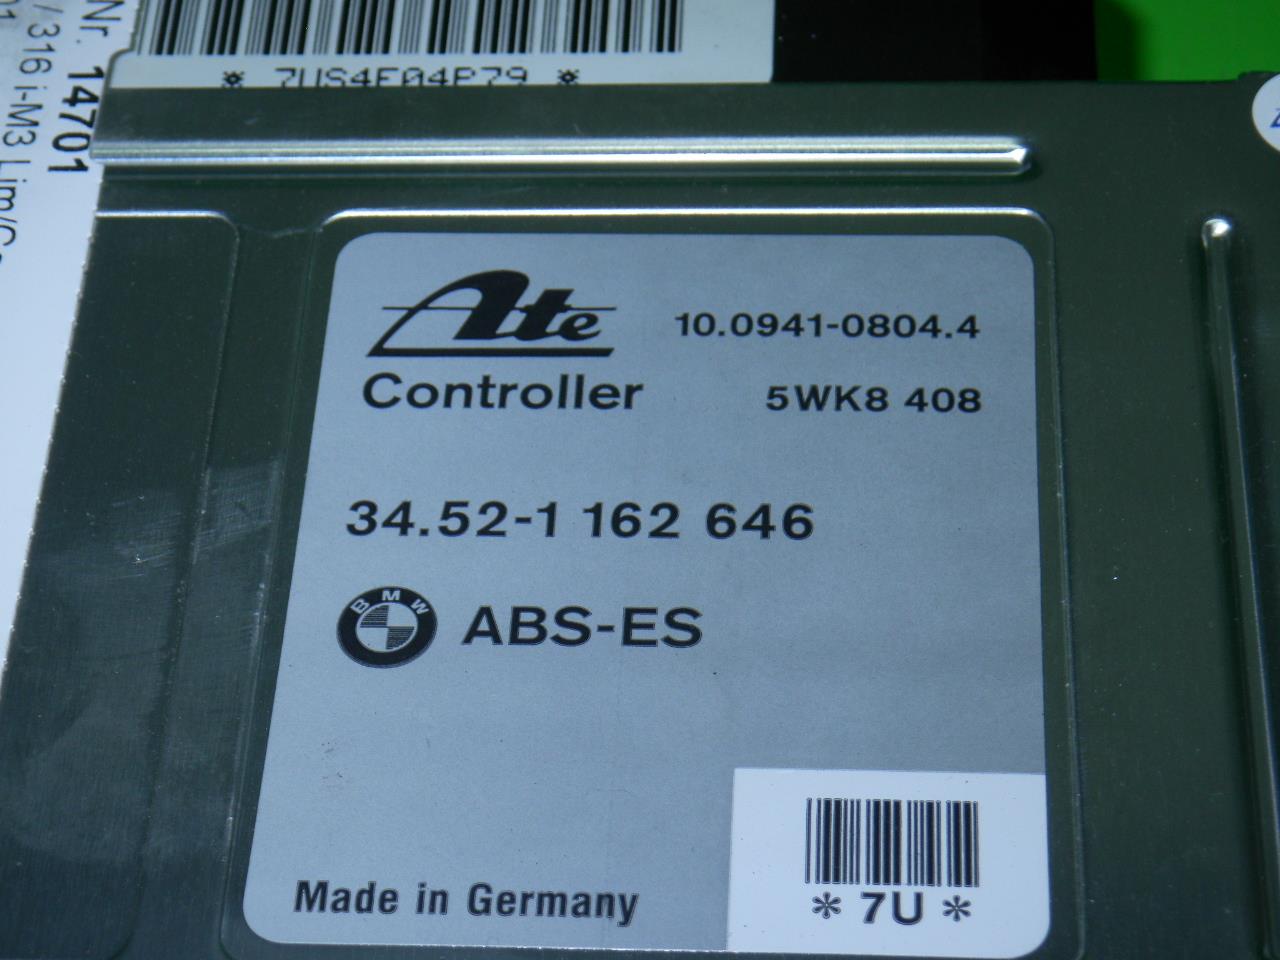 * 7US4E04P79 *
Nr. 14701
/ 316 i-M3 Lim/
Ate
10.0941-0804.4
Controller
5WK8 408
34.52-1 162 646
BMW
ABS-ES
Made in Germany
* 7U *